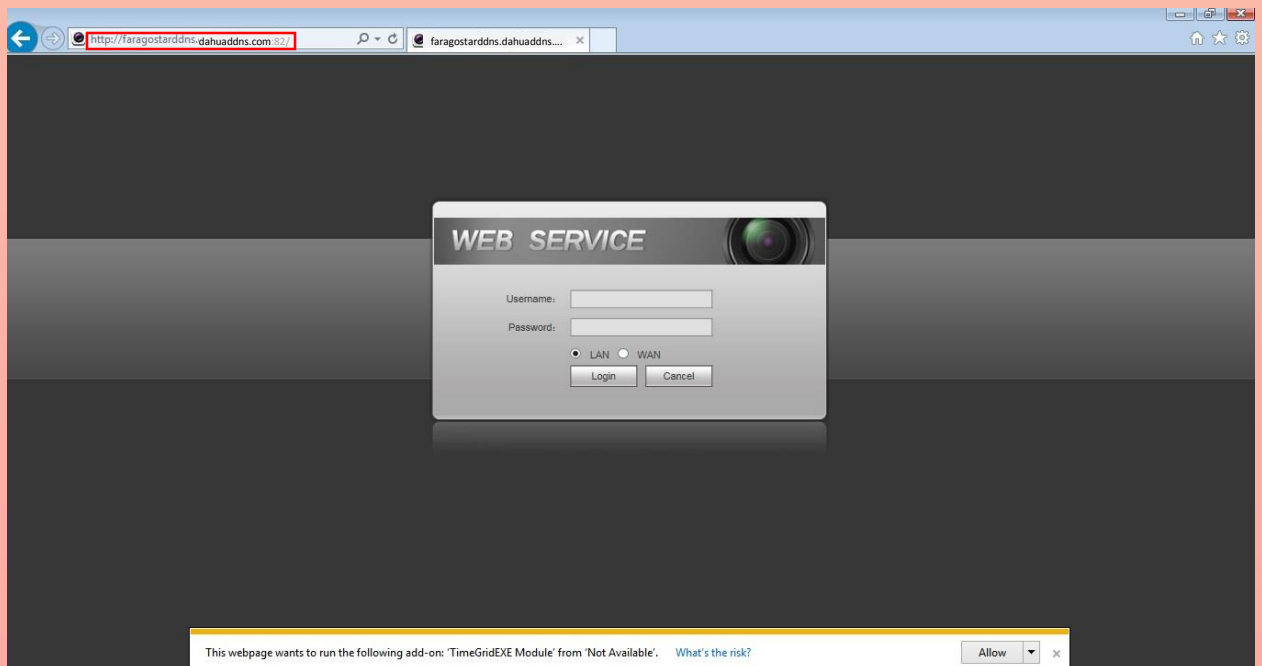 http://faragostarddns.dahuaddns.com:82/
faragostarddns.dahuaddns....
WEB SERVICE
Username:
Password:
LAN WAN
Login Cancel
This webpage wants to run the following add-on: 'TimeGridEXE Module' from 'Not Available'. What's the risk? Allow